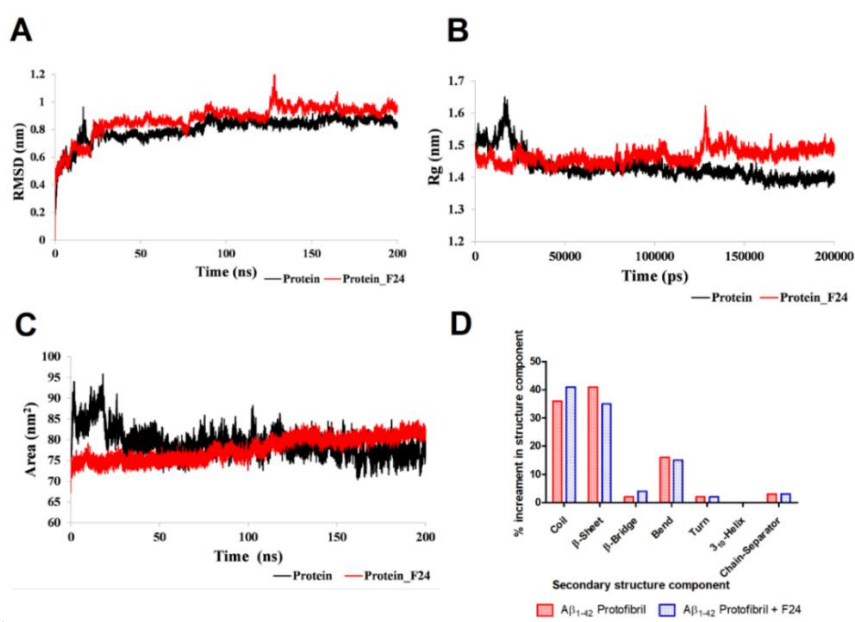 A
1.2
1
0.8
0.6
0.4
0.2
0
RMSD (nm)
0 50 100 150 200
Time (ns)
Protein Protein_F24
B
1.7
1.6
1.5
1.4
1.3
1.2
Rg (nm)
0 50000 100000 150000 200000
Time (ps)
Protein Protein_F24
C
100
95
90
85
80
75
70
65
60
Area (nm²)
0 50 100 150 200
Time (ns)
Protein Protein_F24
D
50
40
30
20
10
0
% increament in structure component
Coil β-Sheet β-Bridge Bend Turn 3₁₀-Helix Chain-Separator
Secondary structure component
Aβ₁₋₄₂ Protofibril Aβ₁₋₄₂ Protofibril + F24